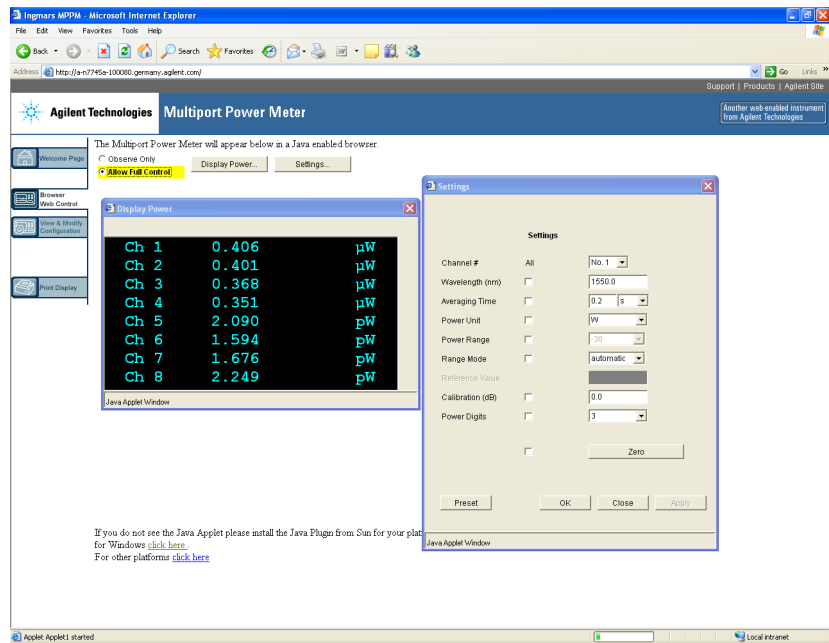 Ingmars MPPM - Microsoft Internet Explorer
File Edit View Favorites Tools Help
Back Search Favorites
Address http://a-n7745a-100080.germany.agilent.com/ Go Links »
Support | Products | Agilent Site
Agilent Technologies Multiport Power Meter
Another web-enabled instrument
from Agilent Technologies
Welcome Page
Browser
Web Control
View & Modify
Configuration
Print Display
The Multiport Power Meter will appear below in a Java enabled browser.
Observe Only
Allow Full Control
Display Power... Settings...
Display Power
Ch 1 0.406 µW
Ch 2 0.401 µW
Ch 3 0.368 µW
Ch 4 0.351 µW
Ch 5 2.090 pW
Ch 6 1.594 pW
Ch 7 1.676 pW
Ch 8 2.249 pW
Java Applet Window
Settings
Settings
Channel # All No. 1
Wavelength (nm) 1550.0
Averaging Time 0.2 s
Power Unit W
Power Range -30
Range Mode automatic
Reference Value
Calibration (dB) 0.0
Power Digits 3
Zero
Preset OK Close Apply
Java Applet Window
If you do not see the Java Applet please install the Java Plugin from Sun for your plat
for Windows click here .
For other platforms click here
Applet Applet1 started Local intranet